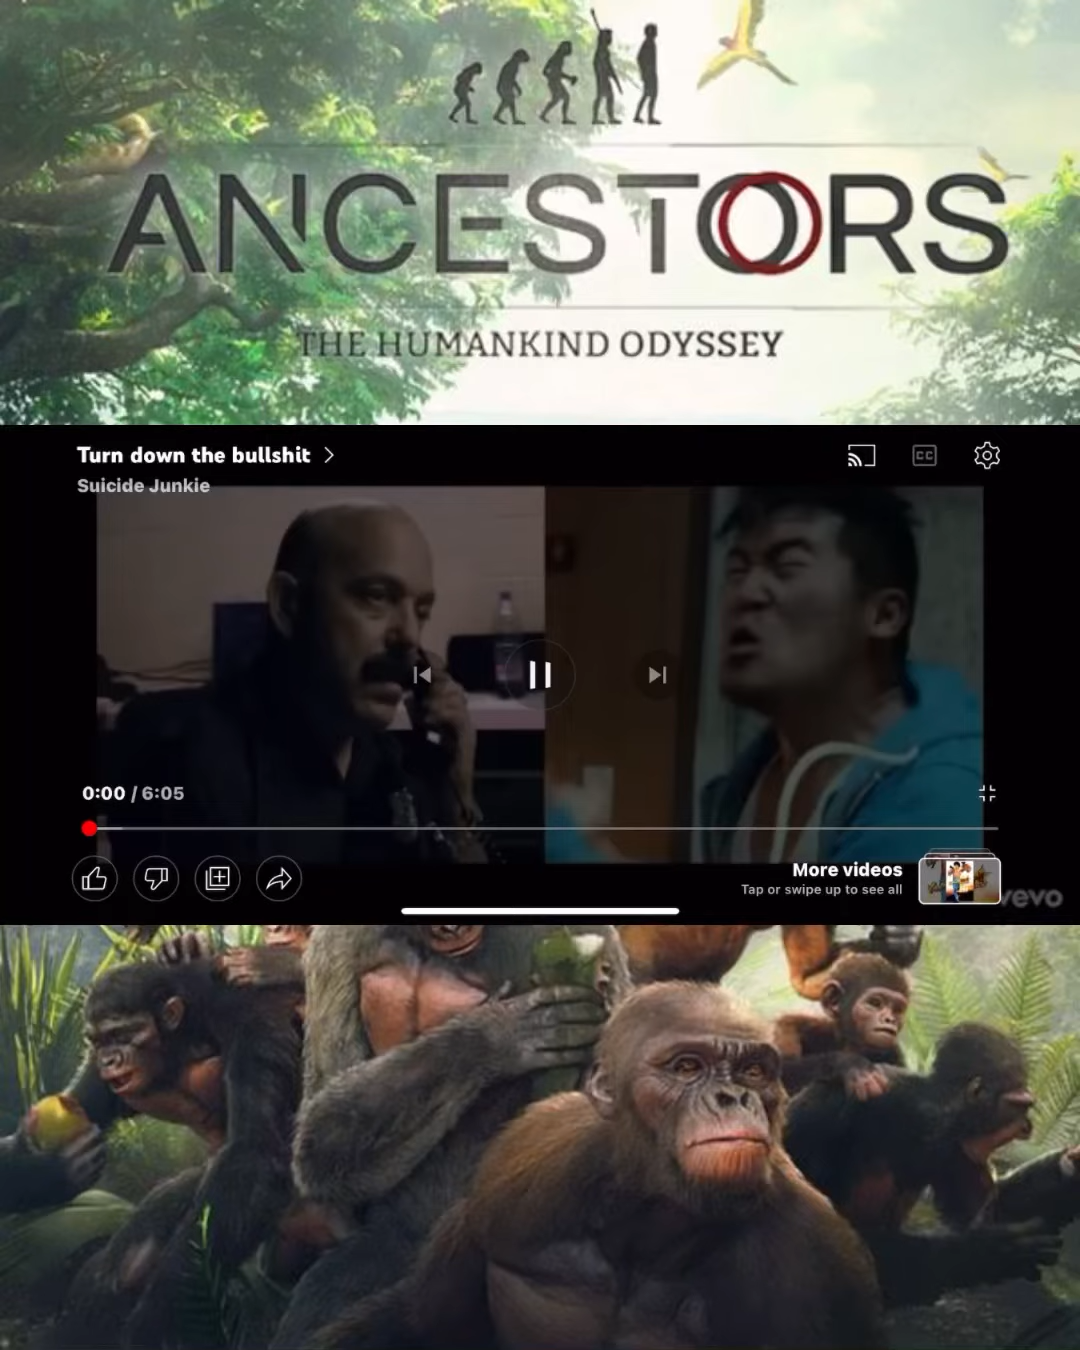 ANCESTORS
THE HUMANKIND ODYSSEY
Turn down the bullshit
CC
Suicide Junkie
0:00 / 6:05
More videos
Tap or swipe up to see all
vevo